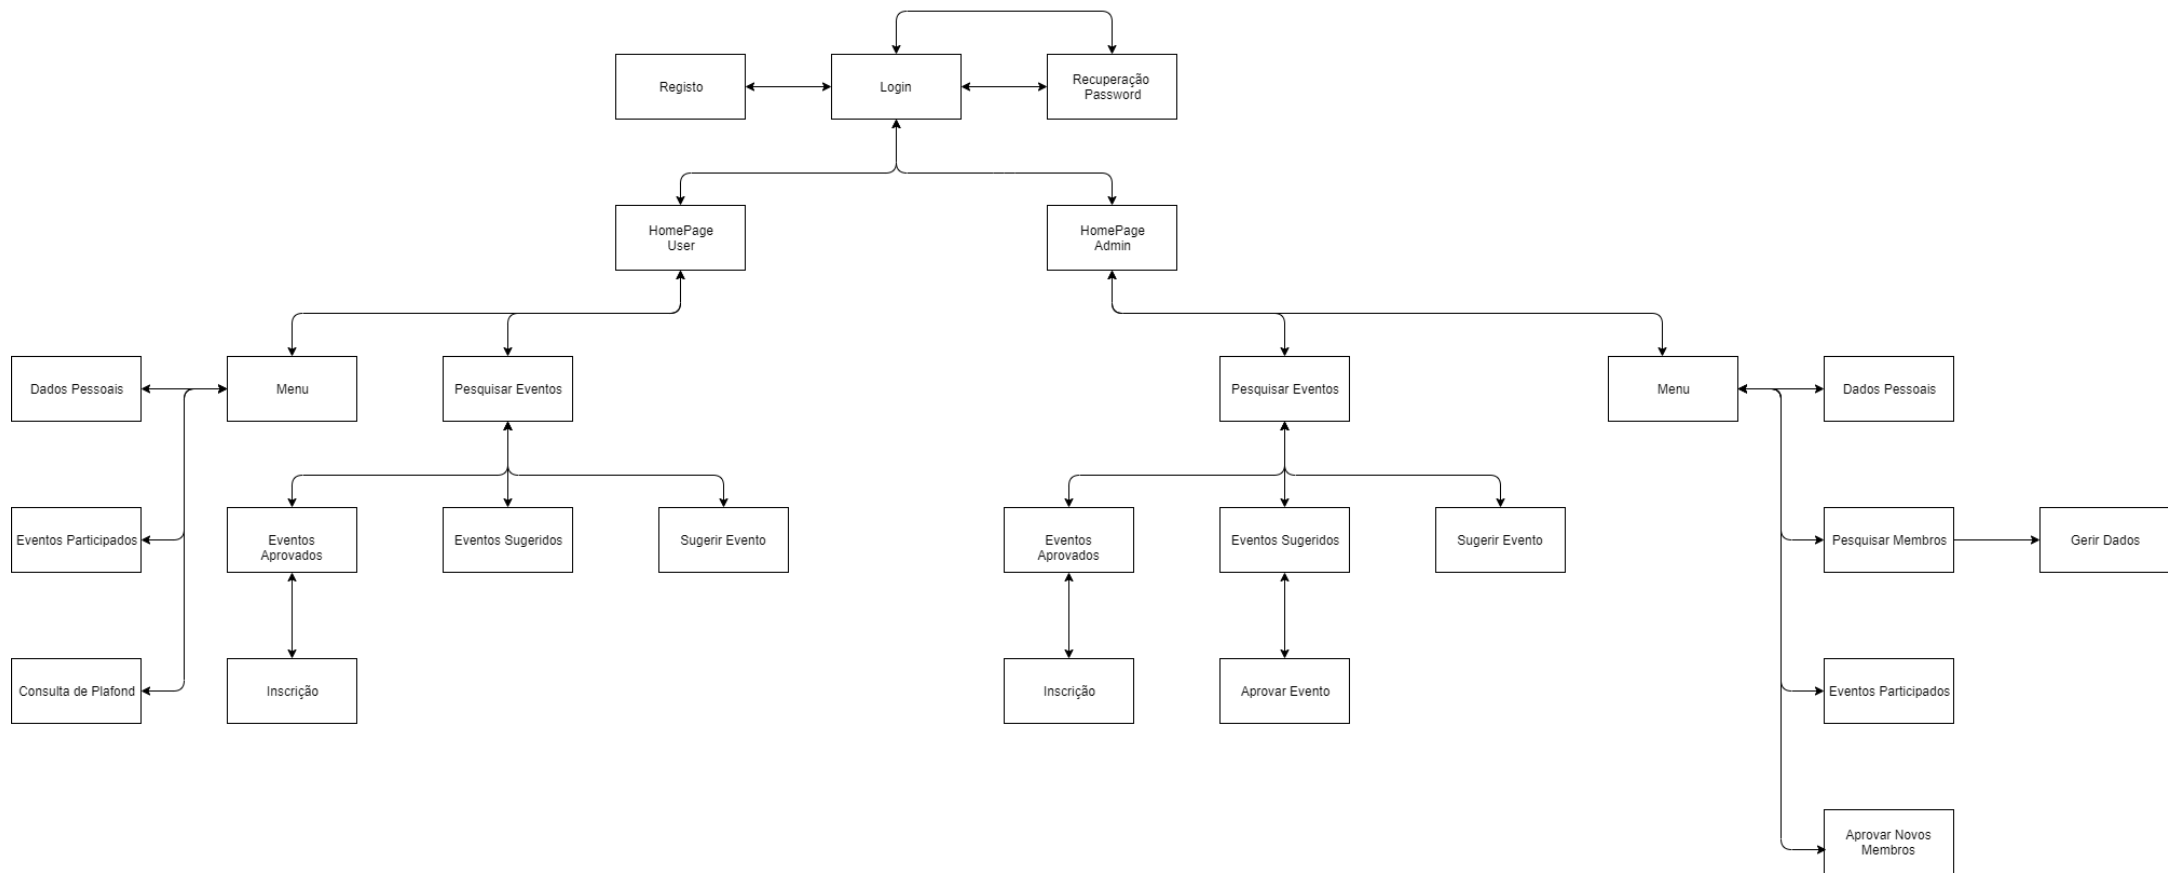 Registo
Login
Recuperação
Password
HomePage
User
HomePage
Admin
Dados Pessoais
Menu
Pesquisar Eventos
Pesquisar Eventos
Menu
Dados Pessoais
Eventos Participados
Eventos
Aprovados
Eventos Sugeridos
Sugerir Evento
Eventos
Aprovados
Eventos Sugeridos
Sugerir Evento
Pesquisar Membros
Gerir Dados
Consulta de Plafond
Inscrição
Inscrição
Aprovar Evento
Eventos Participados
Aprovar Novos
Membros